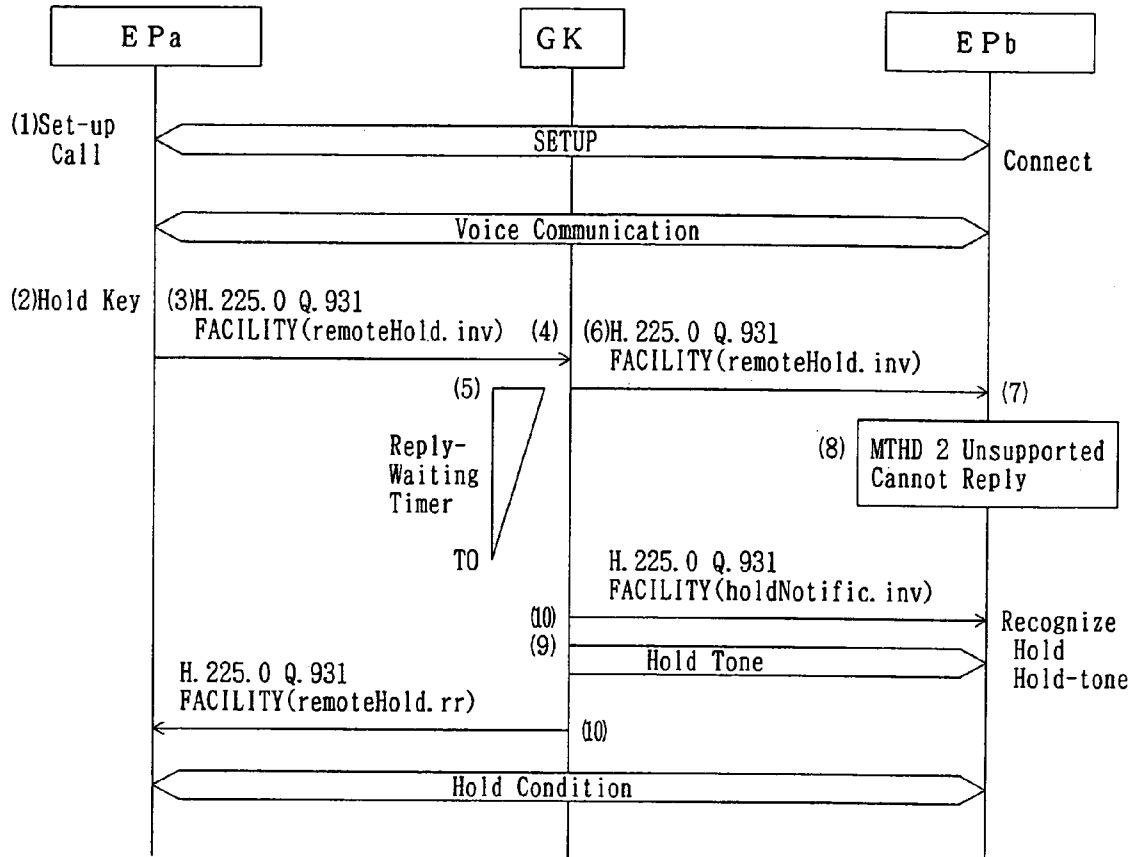 EPa
GK
EPb
(1)Set-up
Call
SETUP
Connect
Voice Communication
(2)Hold Key
(3)H.225.0 Q.931
FACILITY(remoteHold.inv)
(4)
(6)H.225.0 Q.931
FACILITY(remoteHold.inv)
(5)
(7)
Reply-
Waiting
Timer
(8)
MTHD 2 Unsupported
Cannot Reply
TO
H.225.0 Q.931
FACILITY(holdNotific.inv)
(10)
Recognize
Hold
Hold-tone
(9)
Hold Tone
H.225.0 Q.931
FACILITY(remoteHold.rr)
(10)
Hold Condition